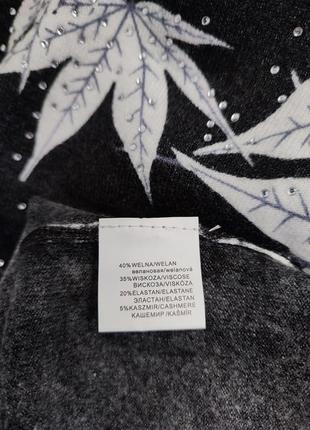 40%WELNA/WELAN
велановая/welanová
35%WISKOZA/VISCOSE
ВИСКОЗА/VISKÓZA
20%ELASTAN/ELASTANE
ЭЛАСТАН/ELASTAN
5%KASZMIR/CASHMERE
КАШЕМИР/KAŠMÍR